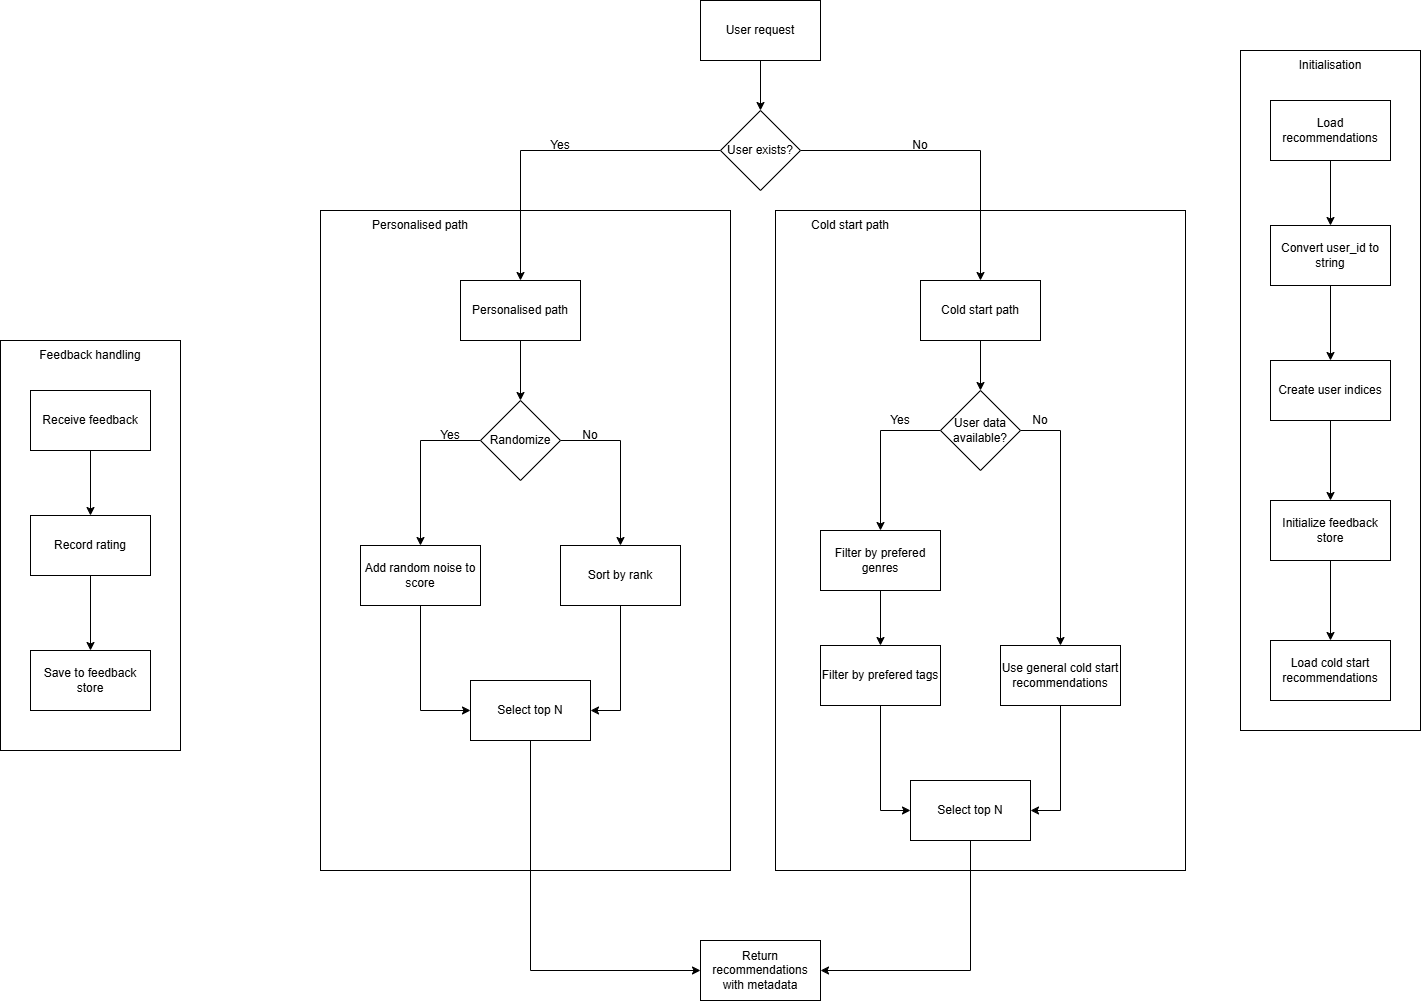 User request
User exists?
Yes
No
Personalised path
Personalised path
Randomize
Yes
No
Add random noise to
score
Sort by rank
Select top N
Cold start path
Cold start path
User data
available?
Yes
No
Filter by prefered
genres
Filter by prefered tags
Use general cold start
recommendations
Select top N
Return
recommendations
with metadata
Feedback handling
Receive feedback
Record rating
Save to feedback
store
Initialisation
Load
recommendations
Convert user_id to
string
Create user indices
Initialize feedback
store
Load cold start
recommendations